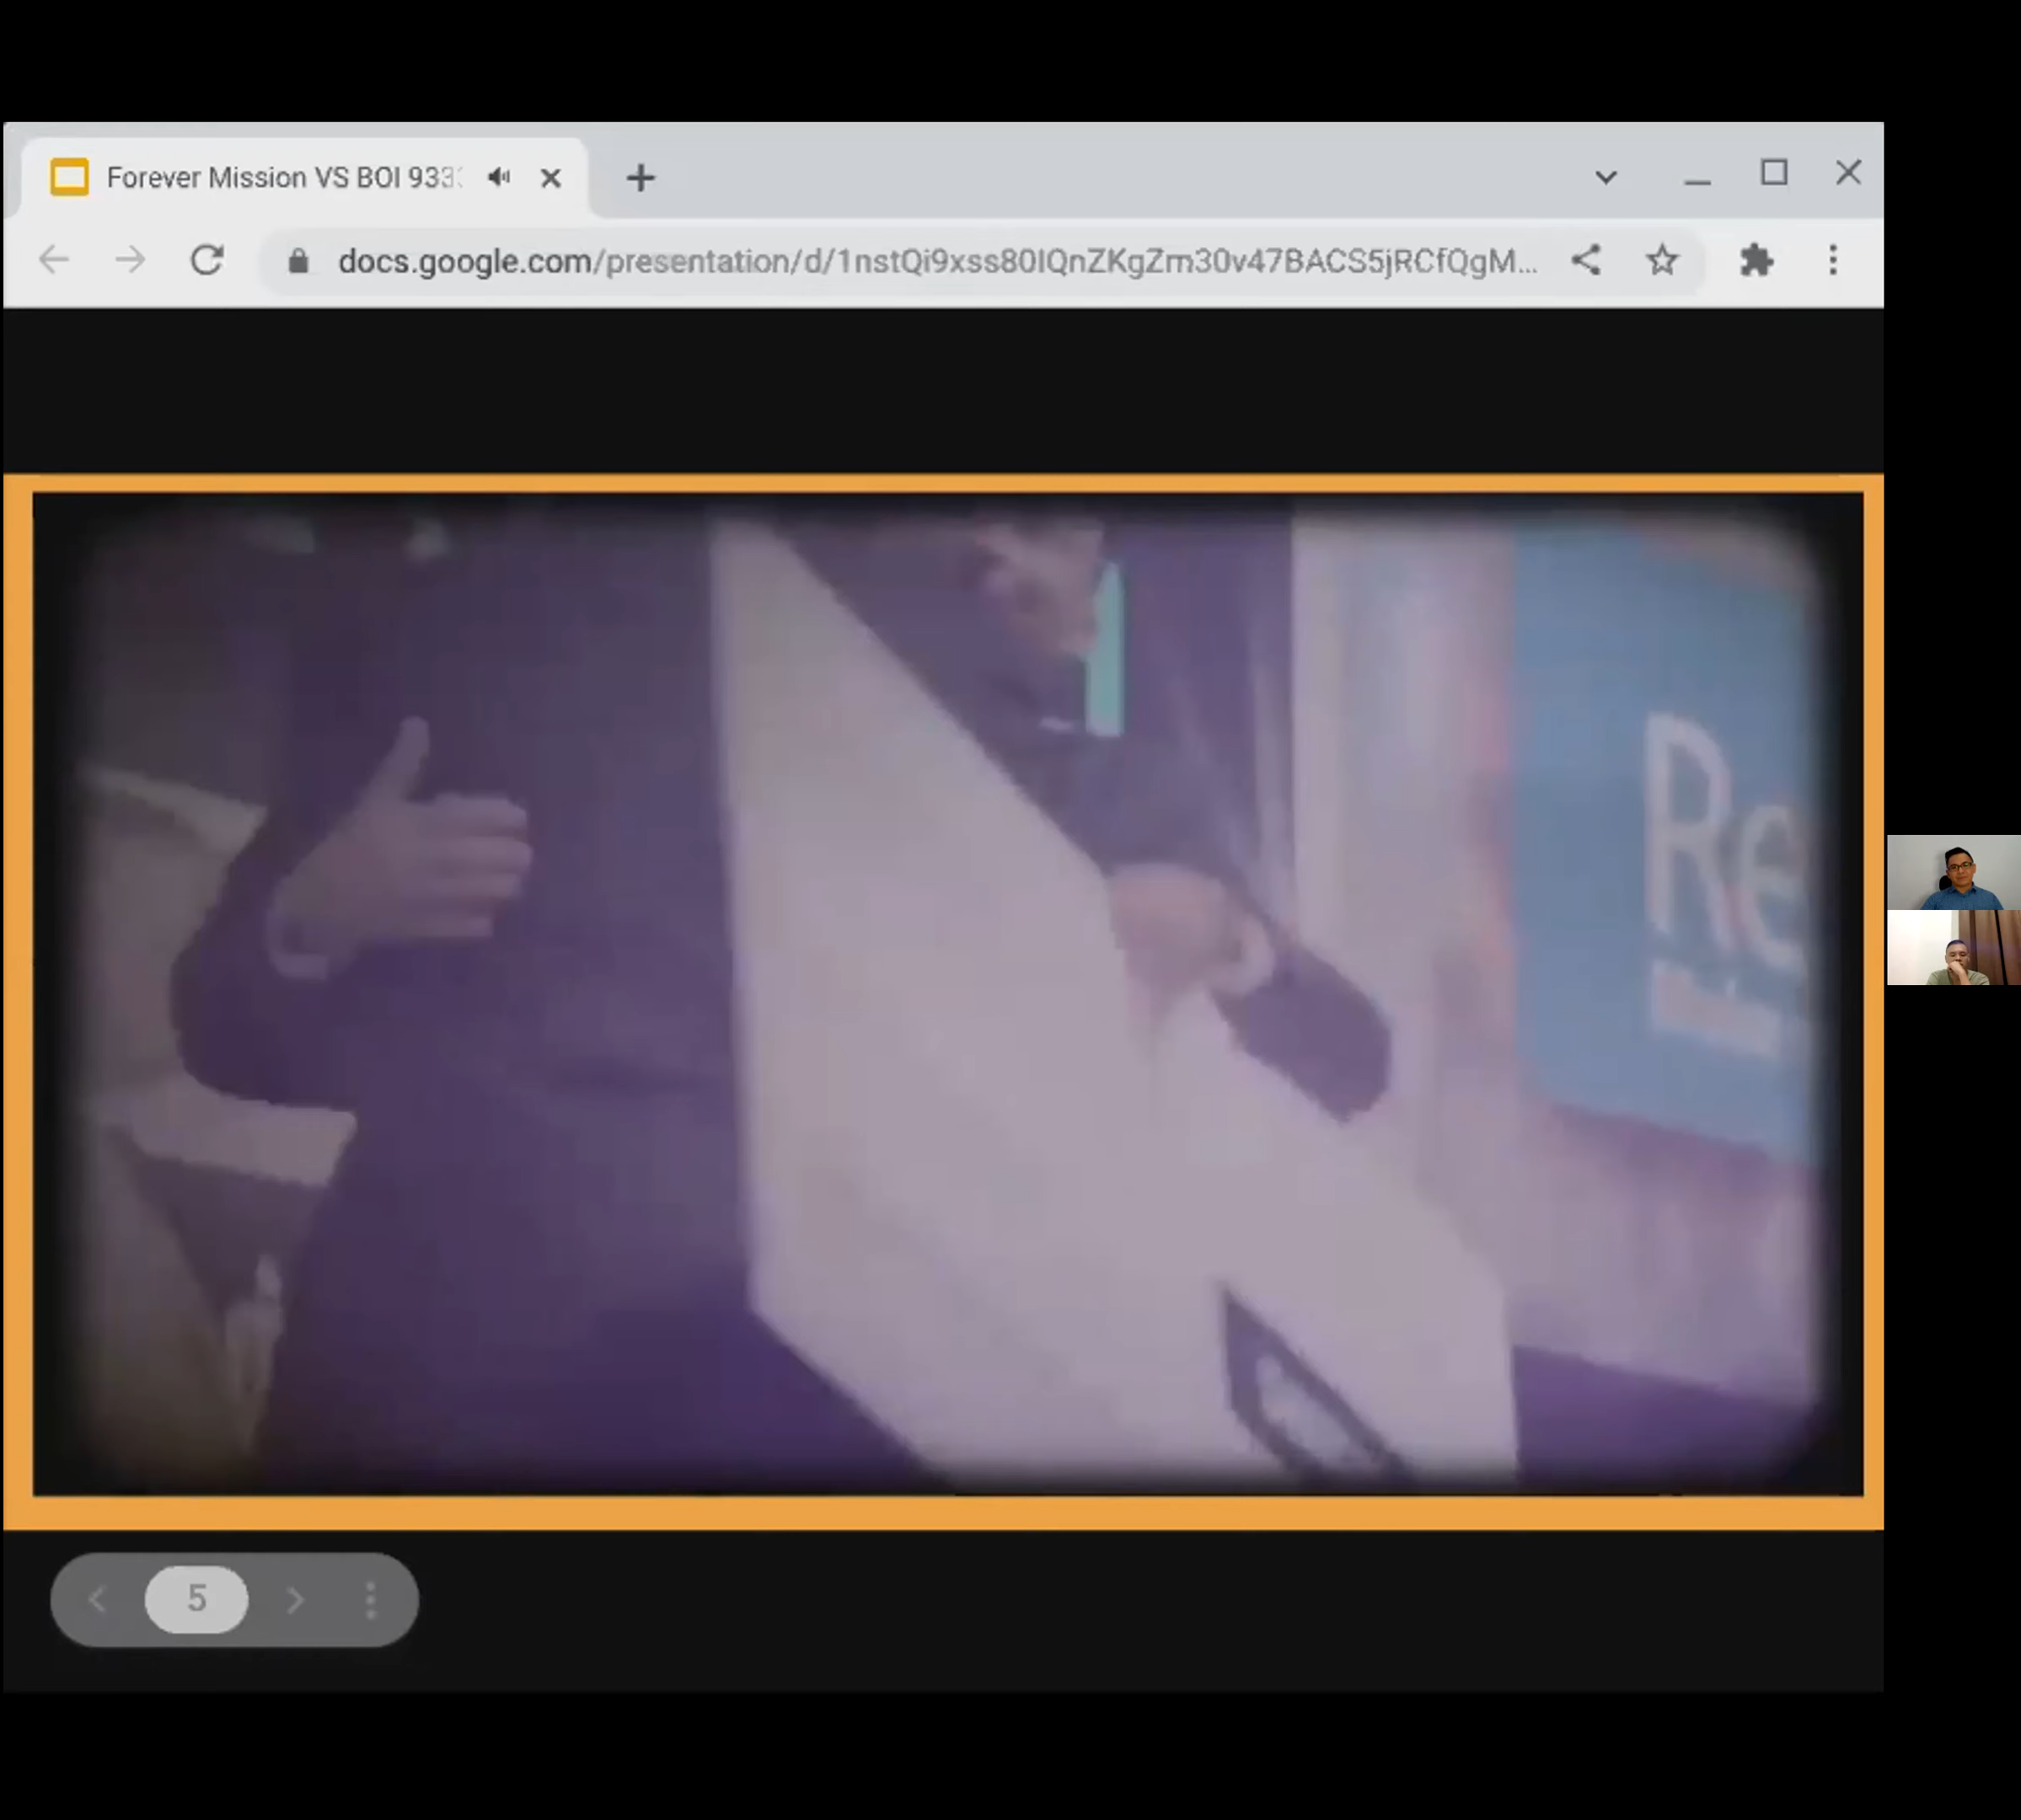 Forever Mission VS BOI 933
docs.google.com/presentation/d/1nstQi9xss80IQnZKgZm30v47BACS5jRCfQgM...
Re
5